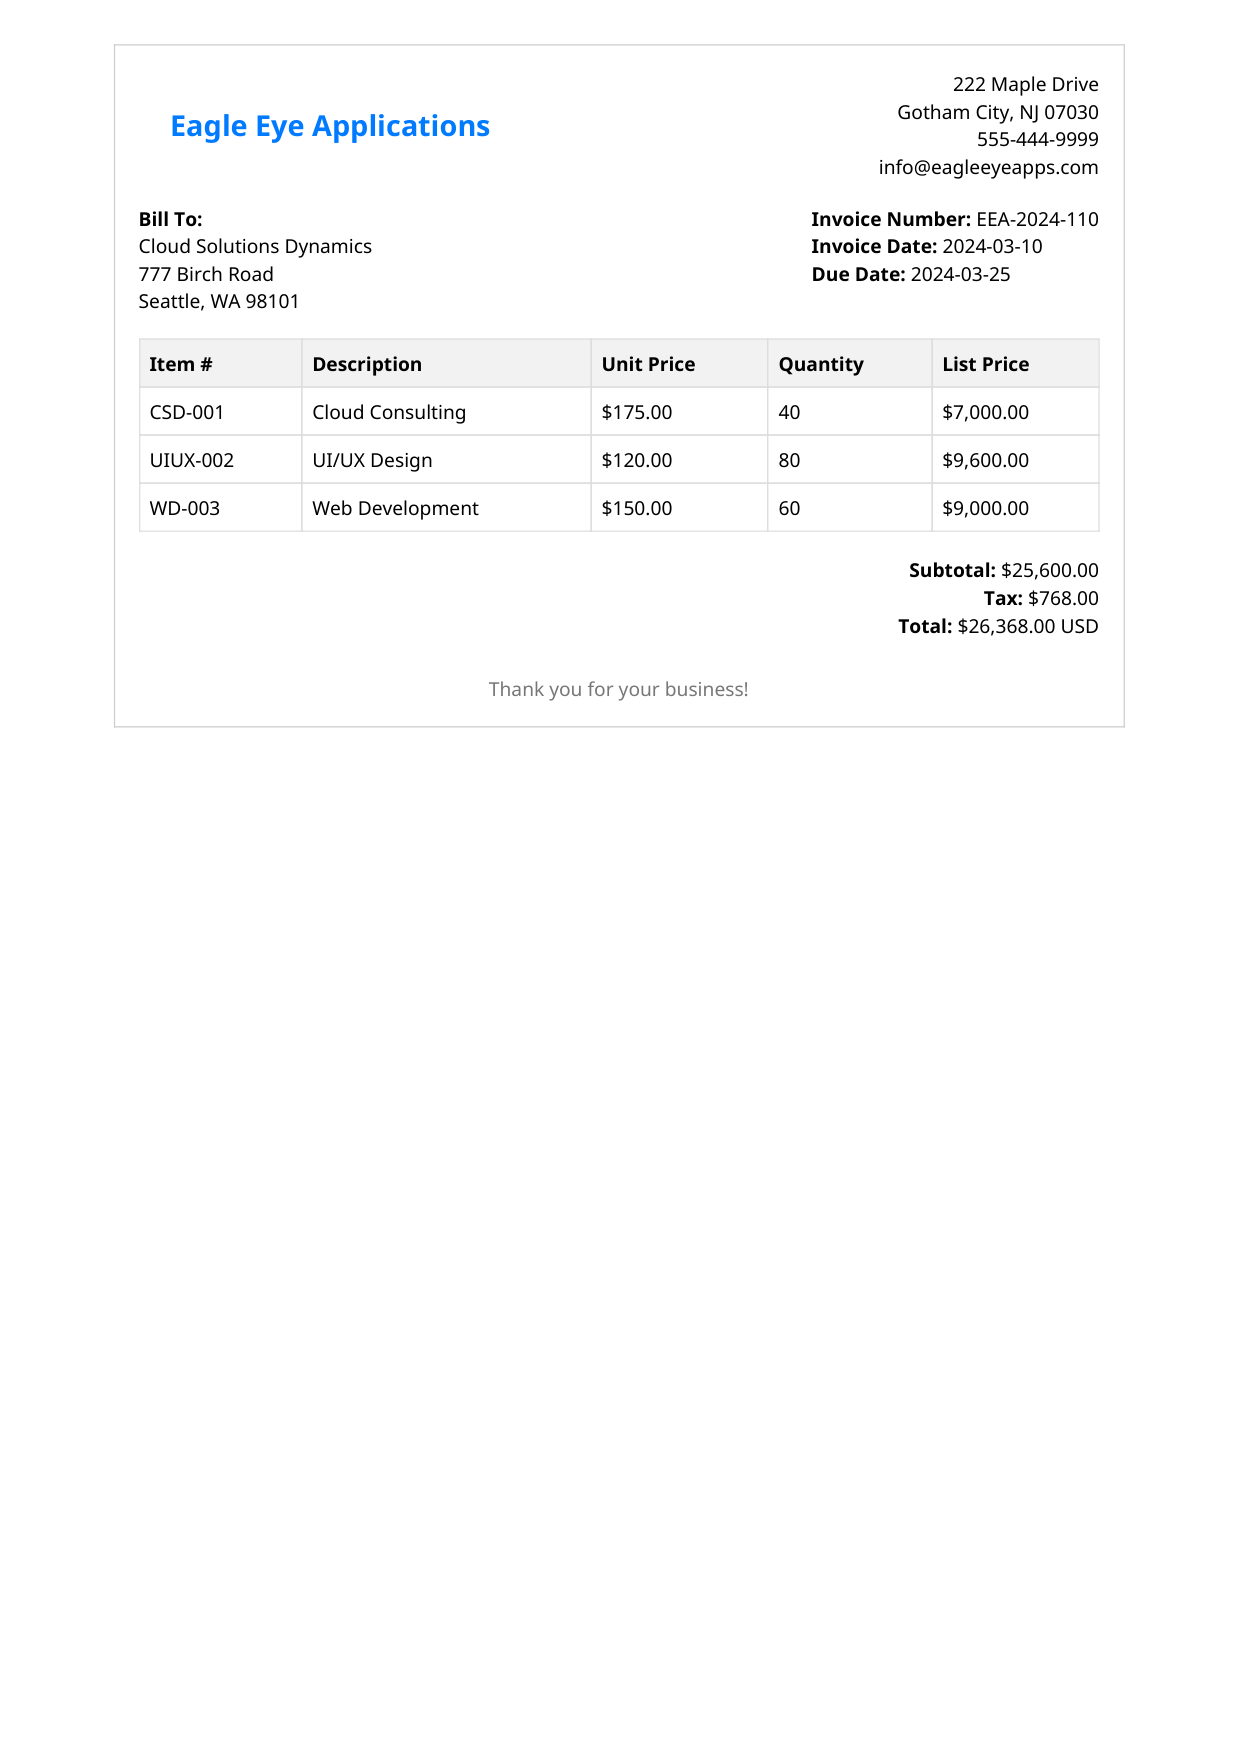 Eagle Eye Applications
222 Maple Drive
Gotham City, NJ 07030
555-444-9999
info@eagleeyeapps.com
Bill To:
Cloud Solutions Dynamics
777 Birch Road
Seattle, WA 98101
Invoice Number: EEA-2024-110
Invoice Date: 2024-03-10
Due Date: 2024-03-25
Item # Description Unit Price Quantity List Price
CSD-001 Cloud Consulting $175.00 40 $7,000.00
UIUX-002 UI/UX Design $120.00 80 $9,600.00
WD-003 Web Development $150.00 60 $9,000.00
Subtotal: $25,600.00
Tax: $768.00
Total: $26,368.00 USD
Thank you for your business!